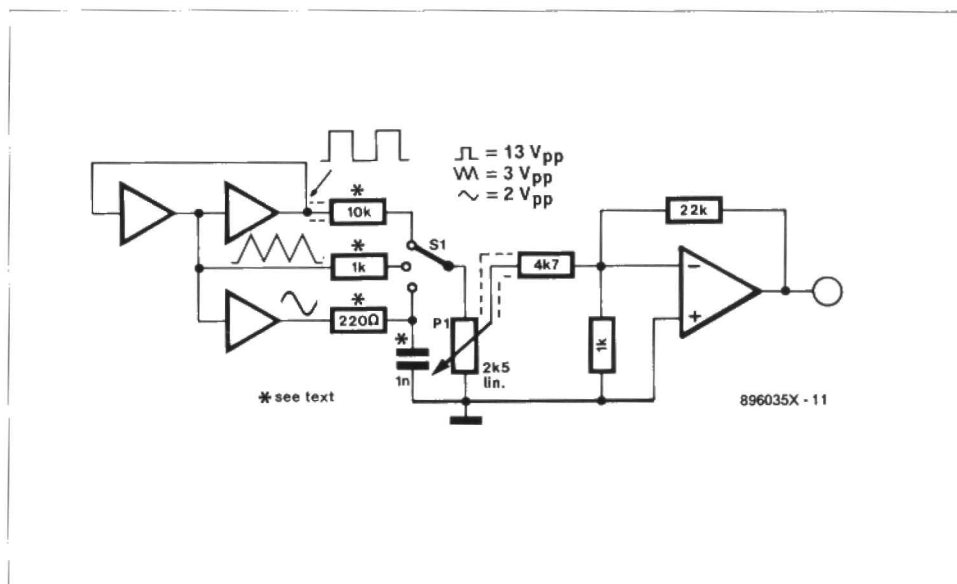 ⎍ = 13 Vpp
= 3 Vpp
∿ = 2 Vpp
*
10k
S1
*
1k
*
220Ω
*
1n
P1
2k5
lin.
4k7
22k
1k
−
+
* see text
896035X - 11